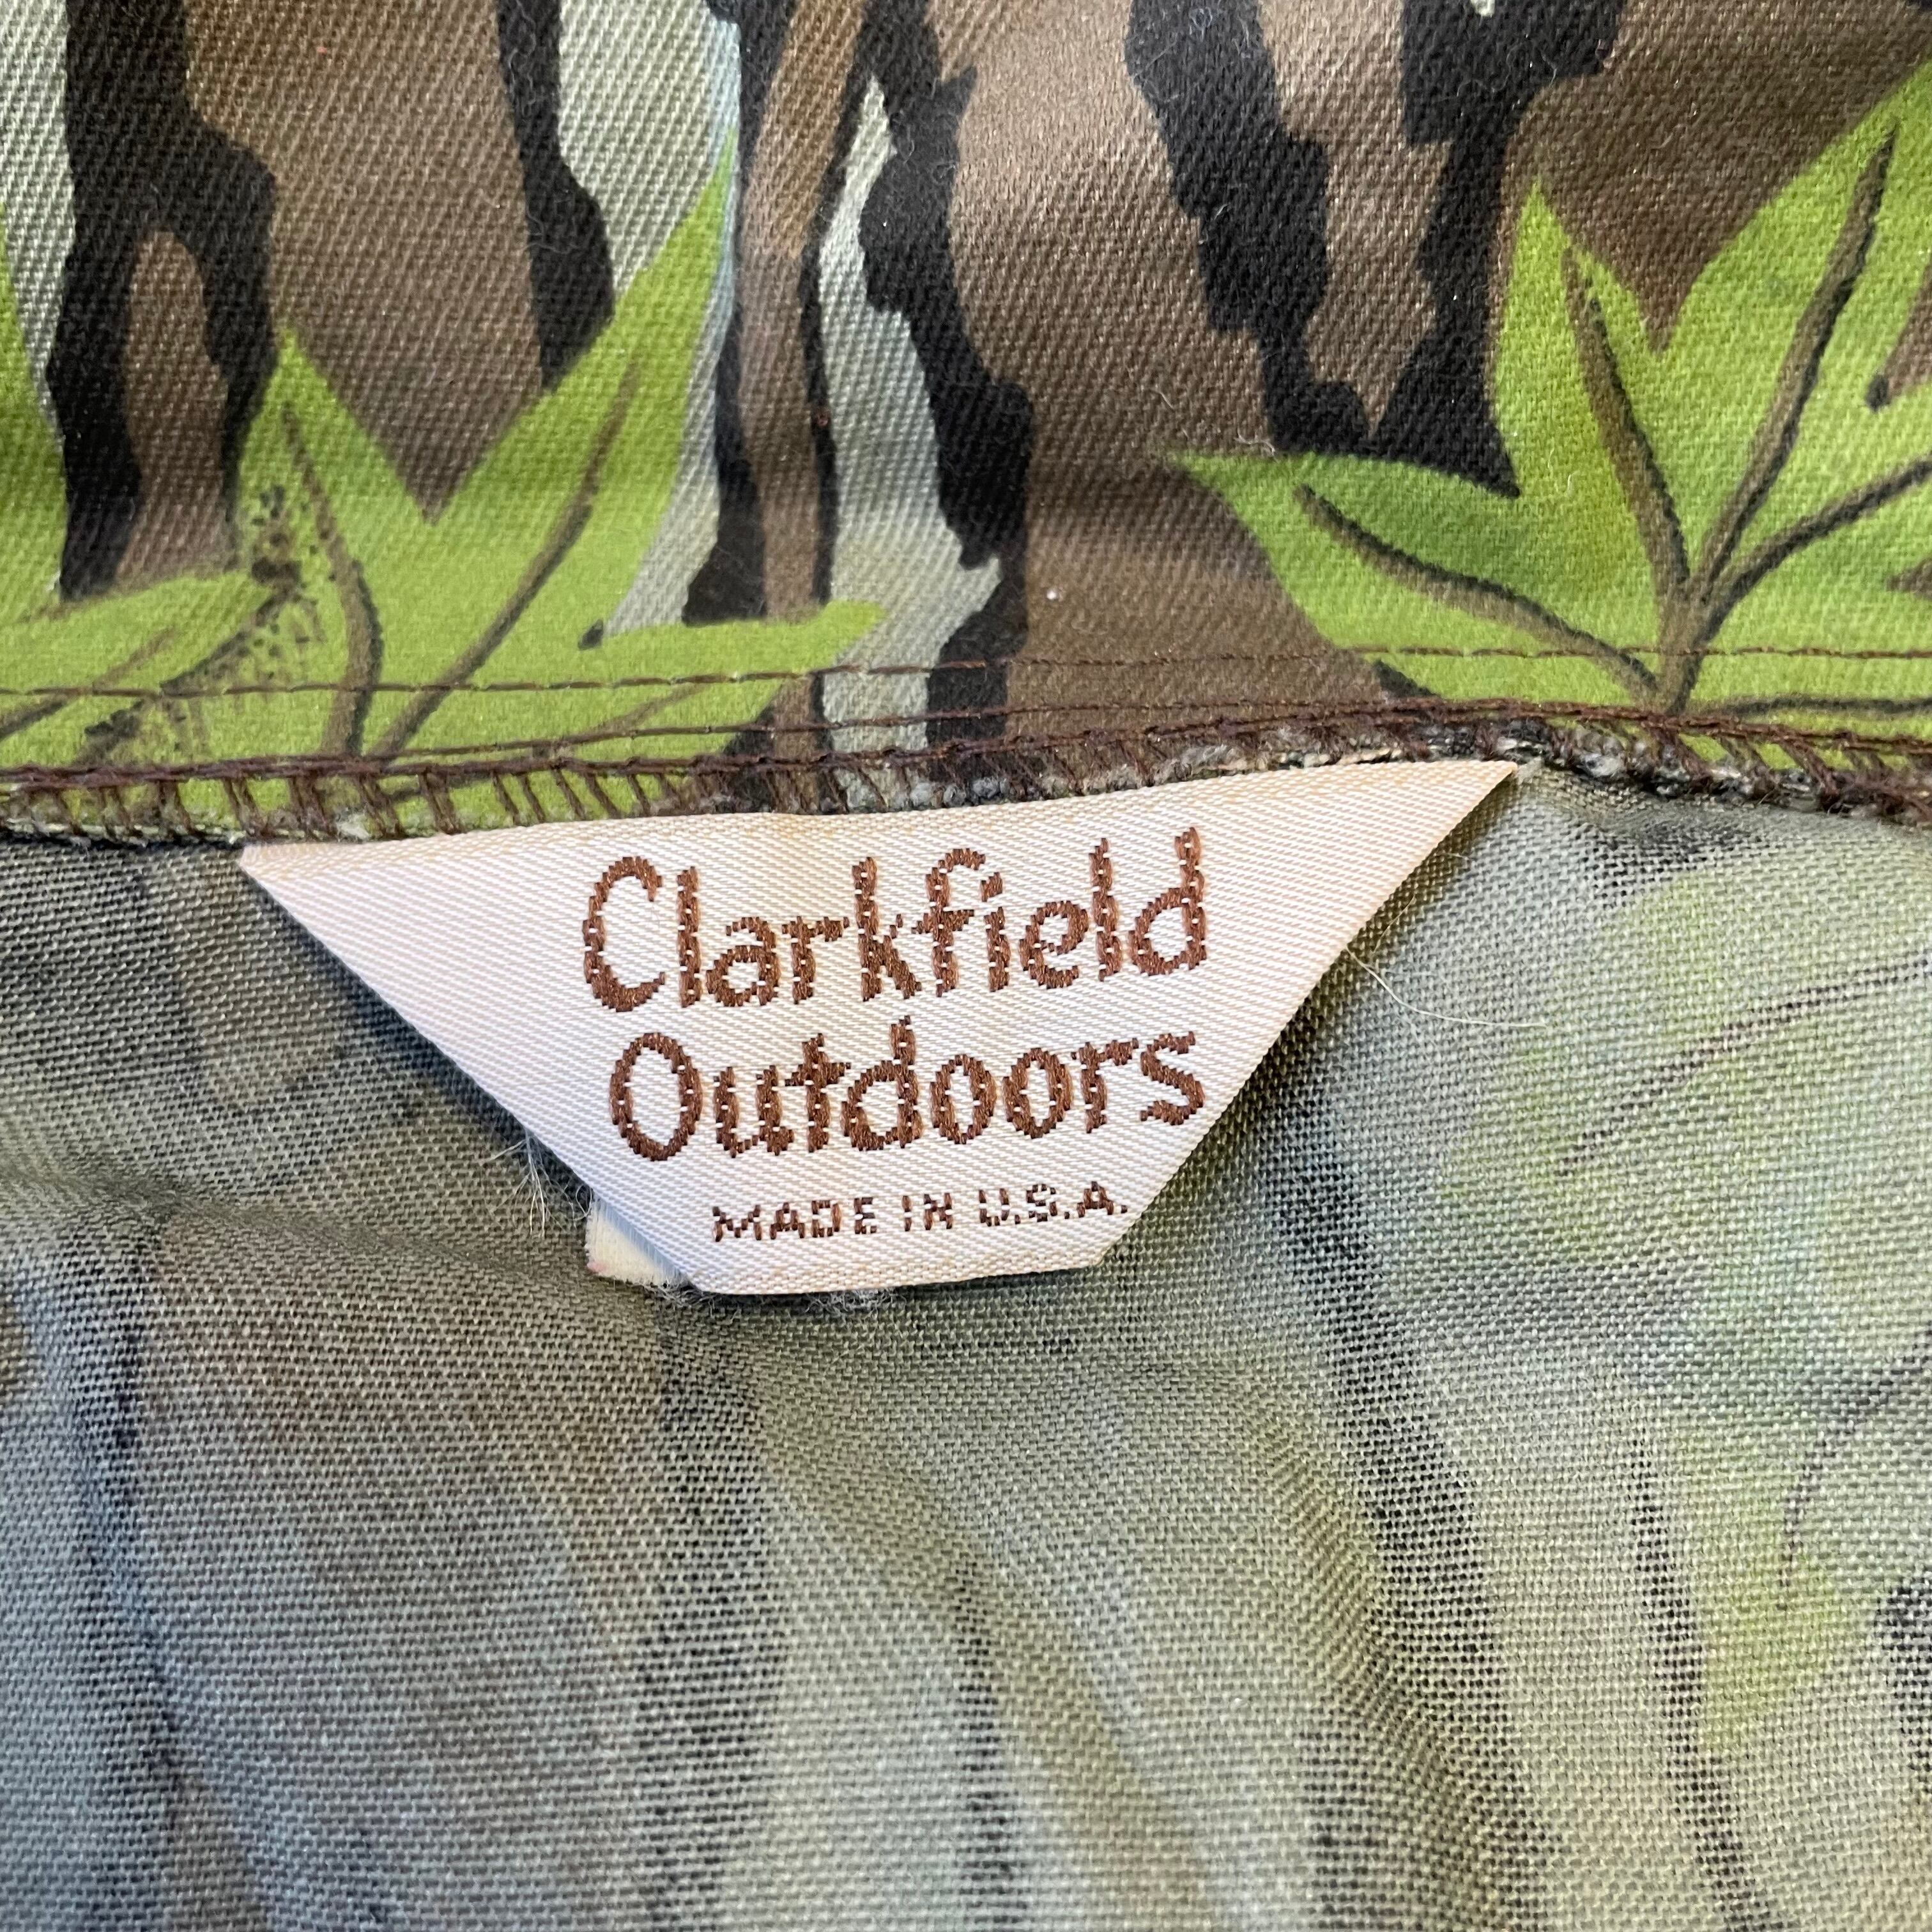 Clarkfield
Outdoors
MADE IN U.S.A.